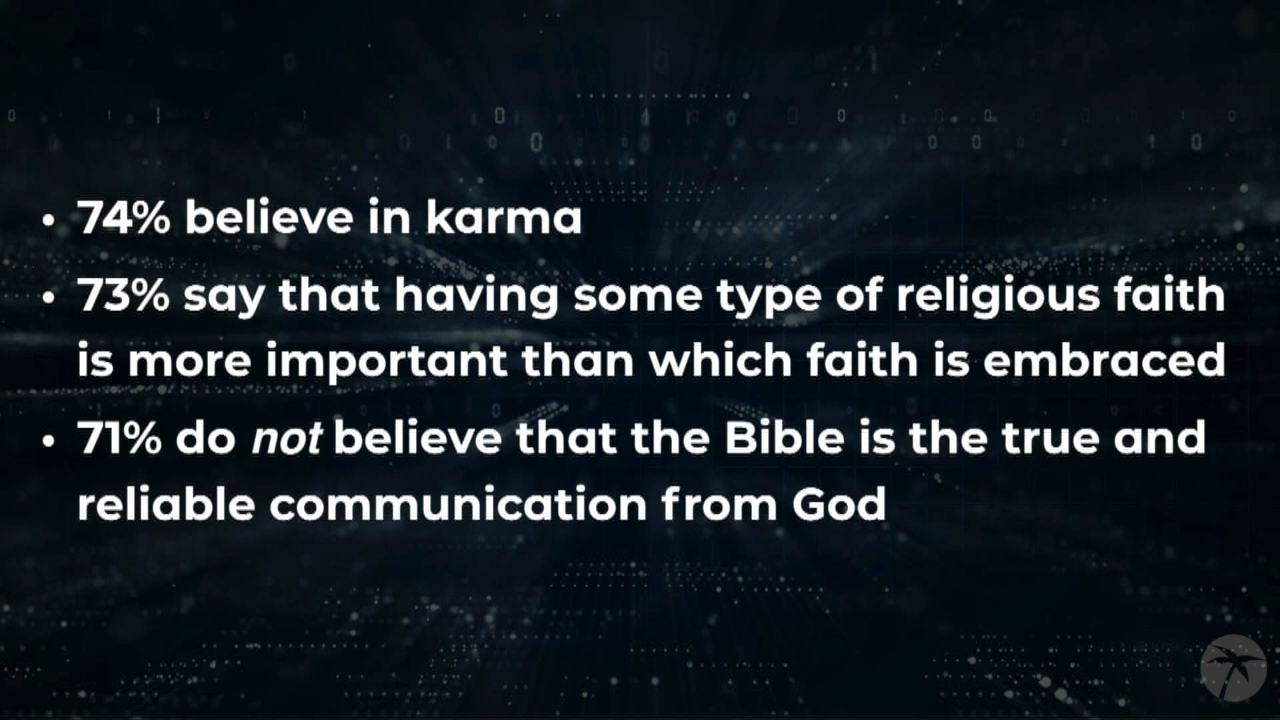 • 74% believe in karma
• 73% say that having some type of religious faith
is more important than which faith is embraced
• 71% do not believe that the Bible is the true and
reliable communication from God